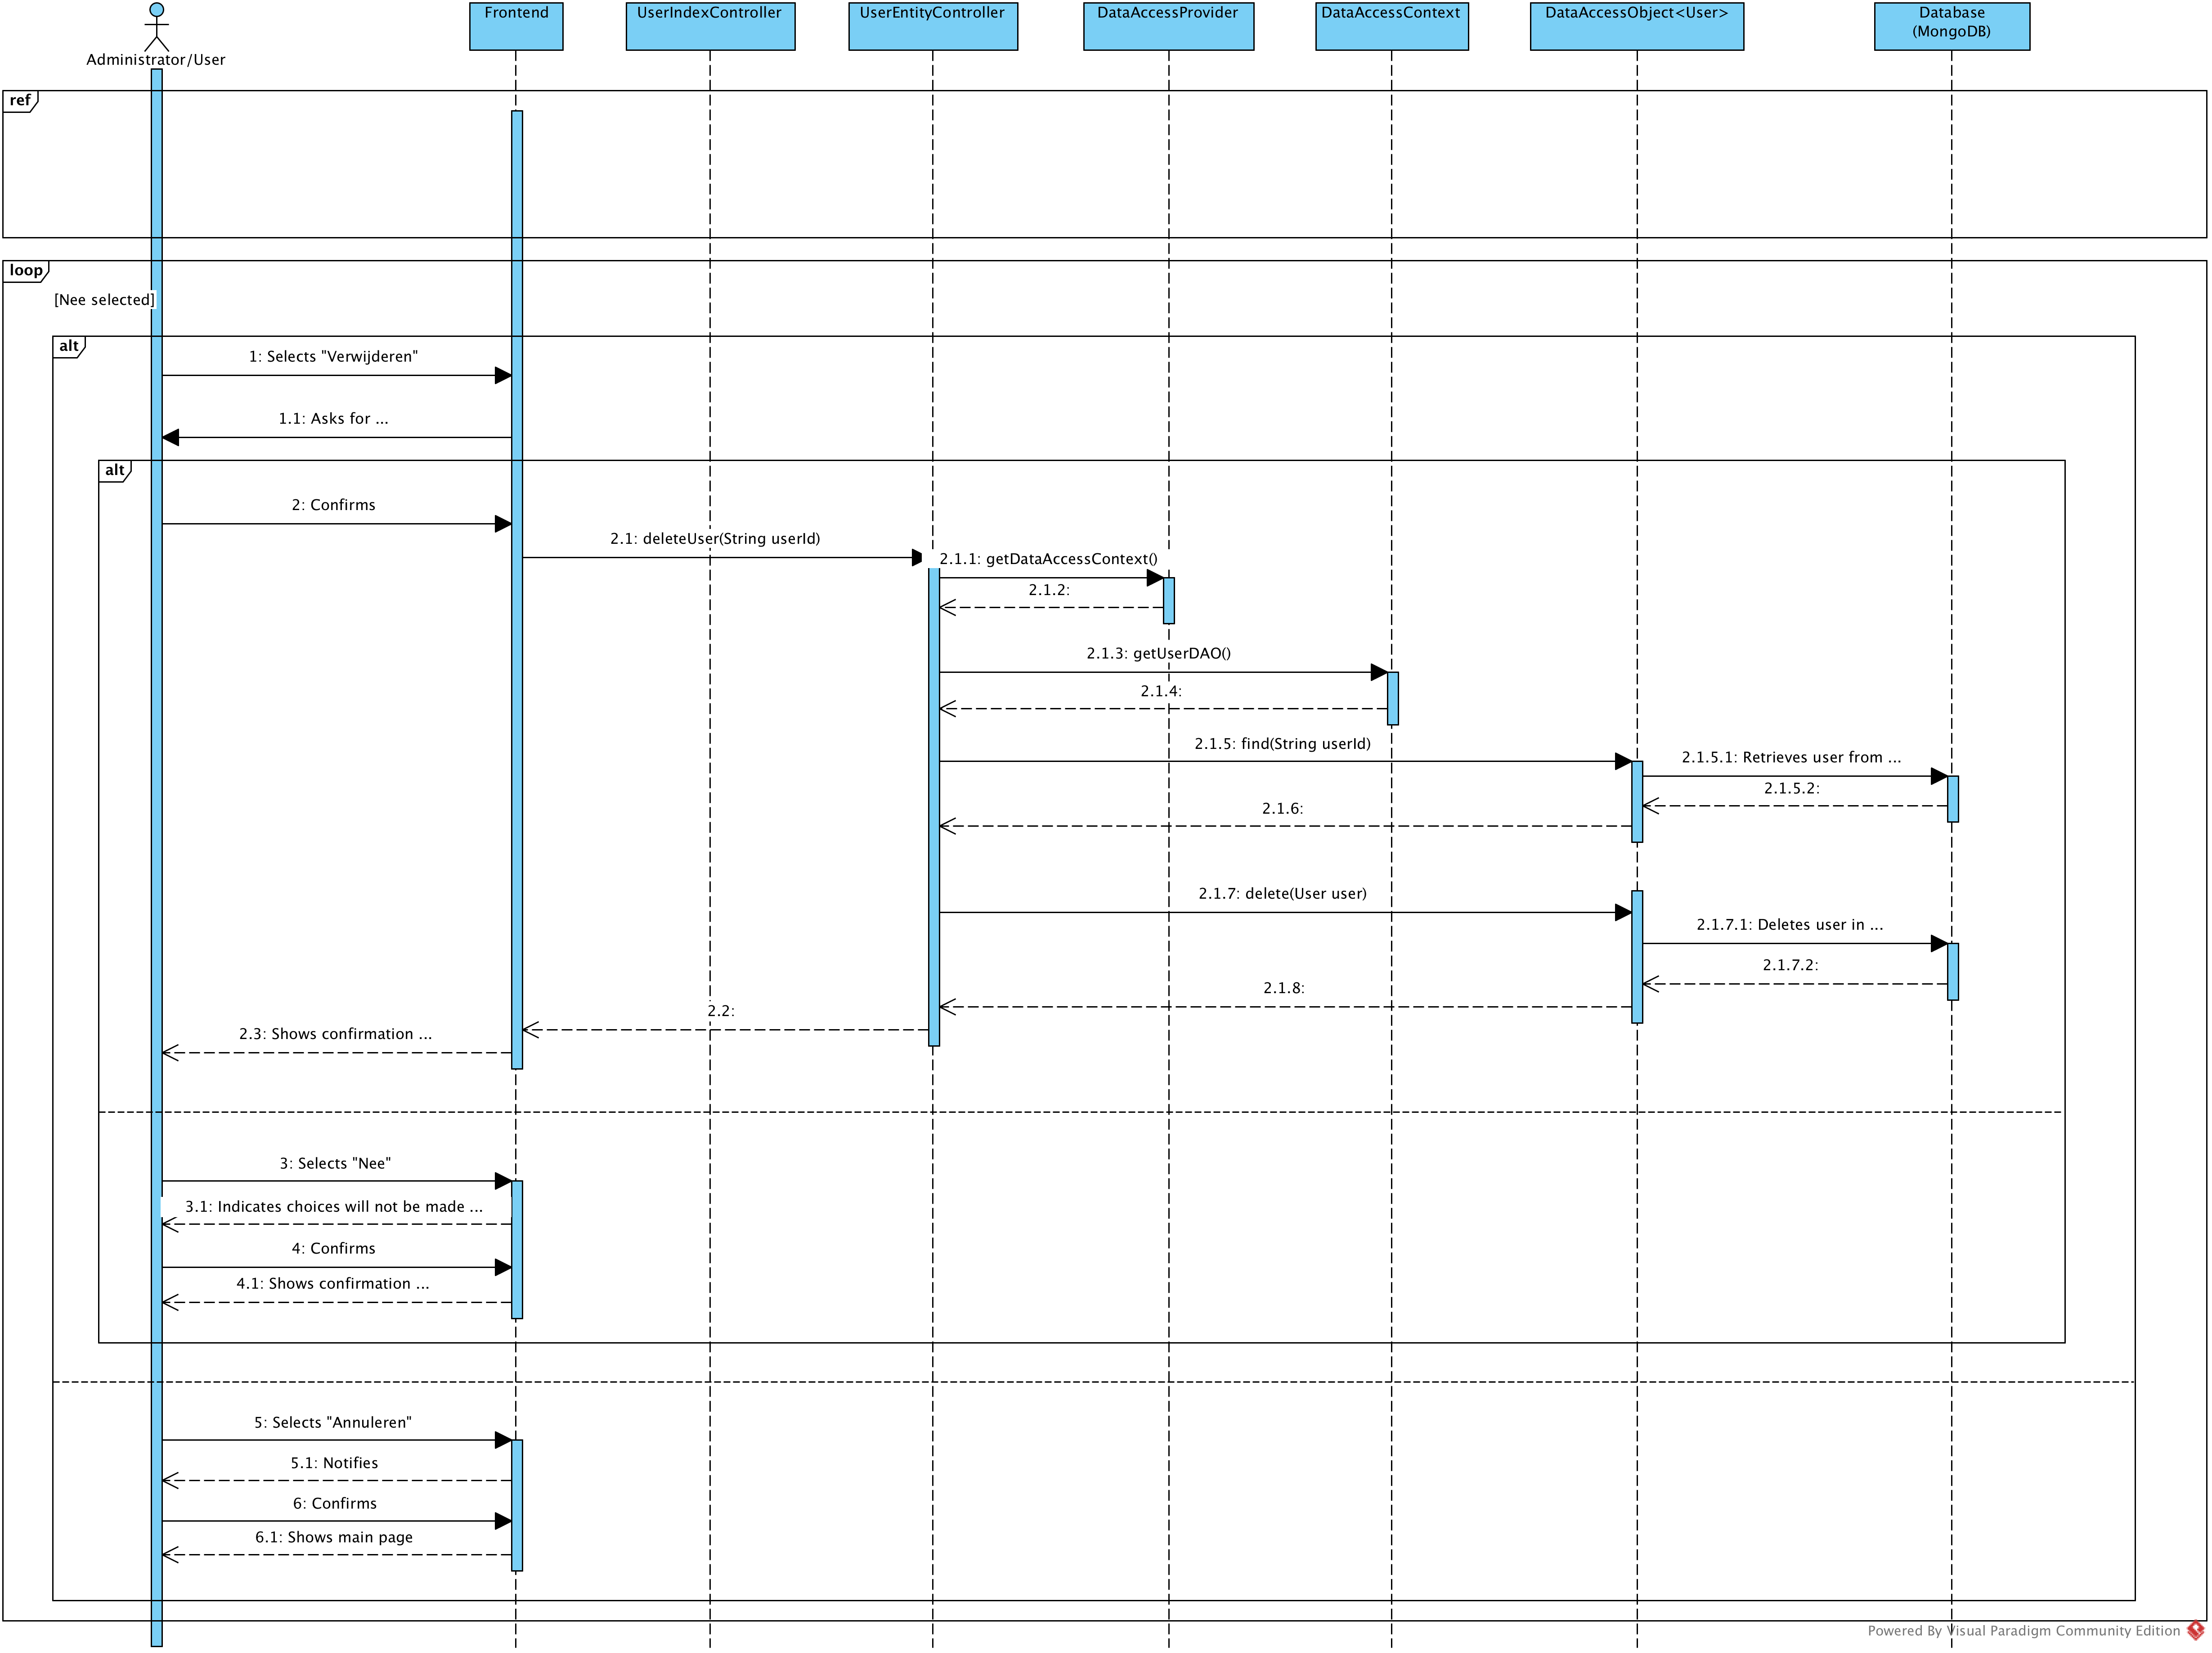 Administrator/User
Frontend
UserIndexController
UserEntityController
DataAccessProvider
DataAccessContext
DataAccessObject<User>
Database
(MongoDB)
ref
loop
[Nee selected]
alt
1: Selects "Verwijderen"
1.1: Asks for ...
alt
2: Confirms
2.1: deleteUser(String userId)
2.1.1: getDataAccessContext()
2.1.2:
2.1.3: getUserDAO()
2.1.4:
2.1.5: find(String userId)
2.1.5.1: Retrieves user from ...
2.1.5.2:
2.1.6:
2.1.7: delete(User user)
2.1.7.1: Deletes user in ...
2.1.7.2:
2.1.8:
2.2:
2.3: Shows confirmation ...
3: Selects "Nee"
3.1: Indicates choices will not be made ...
4: Confirms
4.1: Shows confirmation ...
5: Selects "Annuleren"
5.1: Notifies
6: Confirms
6.1: Shows main page
Powered By Visual Paradigm Community Edition